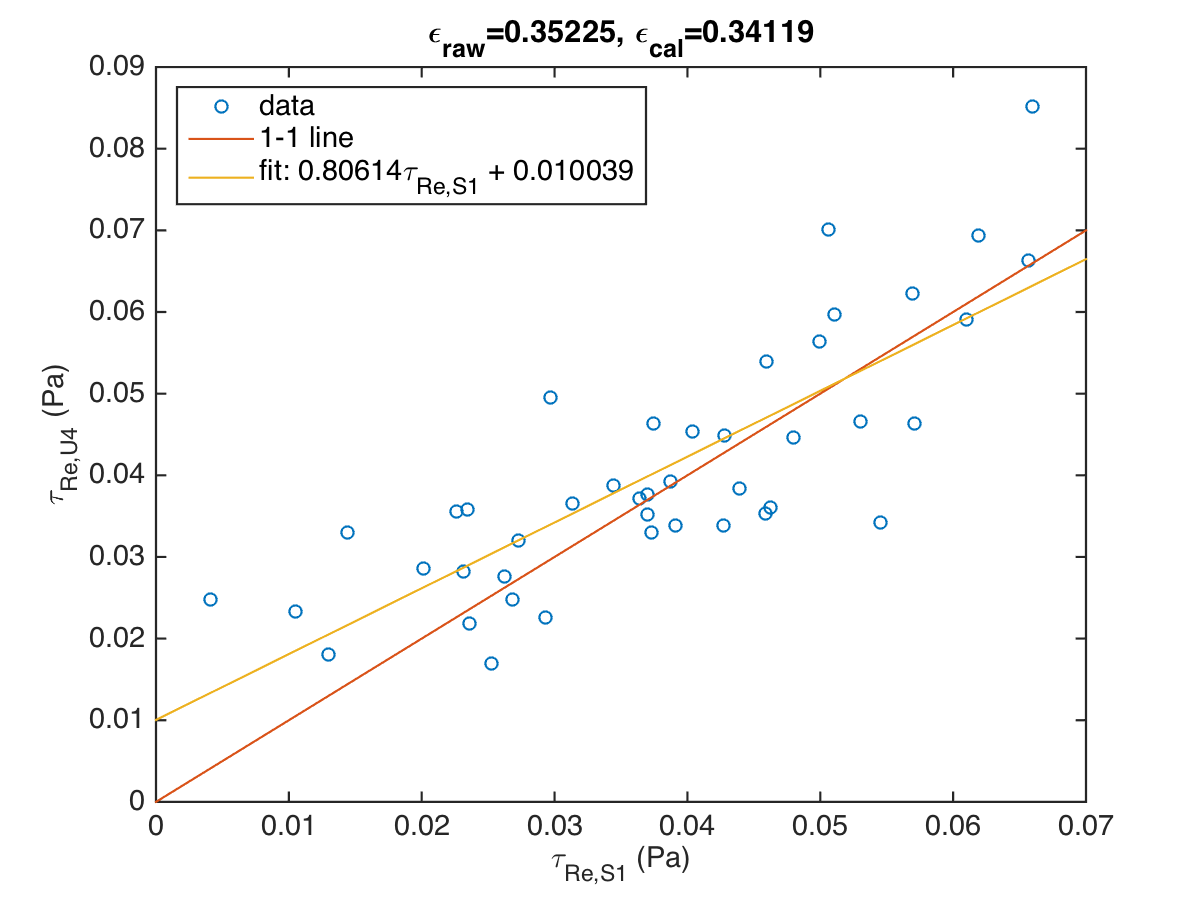 ϵraw=0.35225, ϵcal=0.34119
data
1-1 line
fit: 0.80614τRe,S1 + 0.010039
0.09
0.08
0.07
0.06
0.05
0.04
0.03
0.02
0.01
0
τRe,U4 (Pa)
0 0.01 0.02 0.03 0.04 0.05 0.06 0.07
τRe,S1 (Pa)